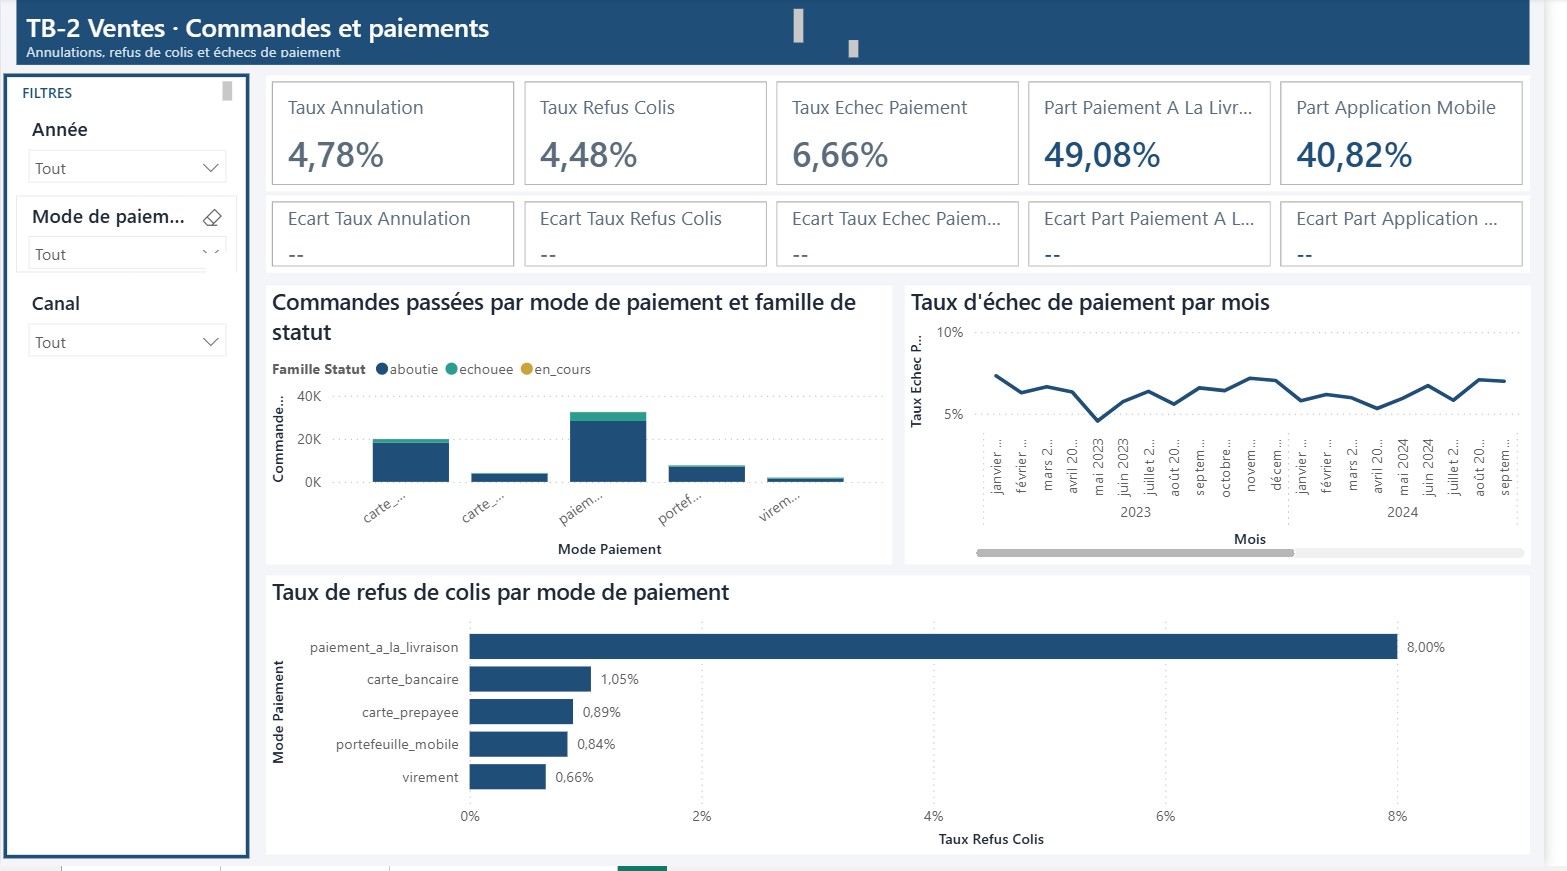 TB-2 Ventes · Commandes et paiements
Annulations, refus de colis et échecs de paiement
FILTRES
Année
Tout
Mode de paiem...
Tout
Canal
Tout
Taux Annulation
4,78%
Taux Refus Colis
4,48%
Taux Echec Paiement
6,66%
Part Paiement A La Livr...
49,08%
Part Application Mobile
40,82%
Ecart Taux Annulation
--
Ecart Taux Refus Colis
--
Ecart Taux Echec Paiem...
--
Ecart Part Paiement A L...
--
Ecart Part Application ...
--
Commandes passées par mode de paiement et famille de
statut
Famille Statut aboutie echouee en_cours
Commande...
40K
20K
0K
carte_...
carte_...
paiem...
portef...
virem...
Mode Paiement
Taux d'échec de paiement par mois
Taux Echec P...
10%
5%
janvier ...
février ...
mars 2...
avril 20...
mai 2023
juin 2023
juillet 2...
août 20...
septem...
octobre...
novem...
décem...
janvier ...
février ...
mars 2...
avril 20...
mai 2024
juin 2024
juillet 2...
août 20...
septem...
2023
2024
Mois
Taux de refus de colis par mode de paiement
Mode Paiement
paiement_a_la_livraison 8,00%
carte_bancaire 1,05%
carte_prepayee 0,89%
portefeuille_mobile 0,84%
virement 0,66%
0% 2% 4% 6% 8%
Taux Refus Colis